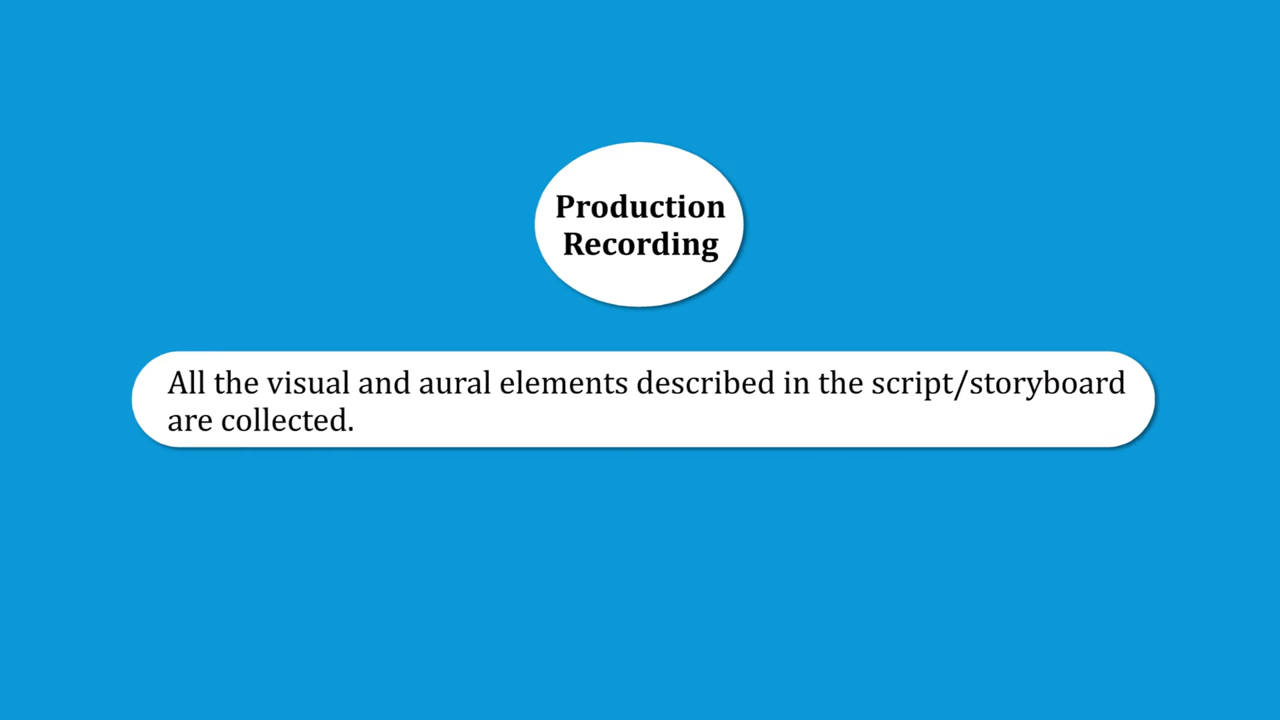 Production
Recording
All the visual and aural elements described in the script/storyboard
are collected.